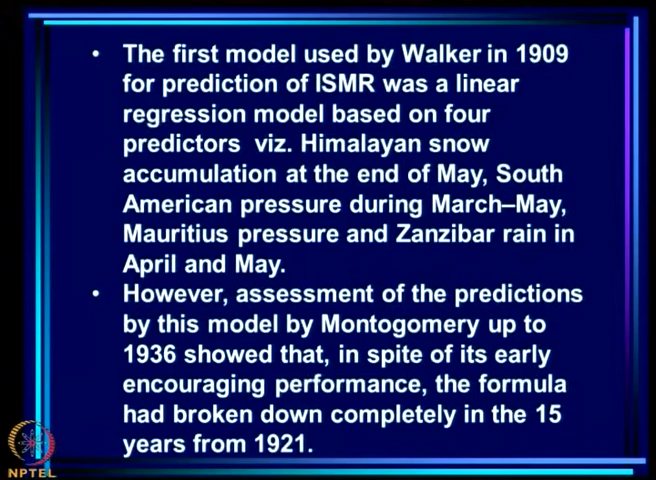 • The first model used by Walker in 1909
for prediction of ISMR was a linear
regression model based on four
predictors viz. Himalayan snow
accumulation at the end of May, South
American pressure during March–May,
Mauritius pressure and Zanzibar rain in
April and May.
• However, assessment of the predictions
by this model by Montogomery up to
1936 showed that, in spite of its early
encouraging performance, the formula
had broken down completely in the 15
years from 1921.
NPTEL